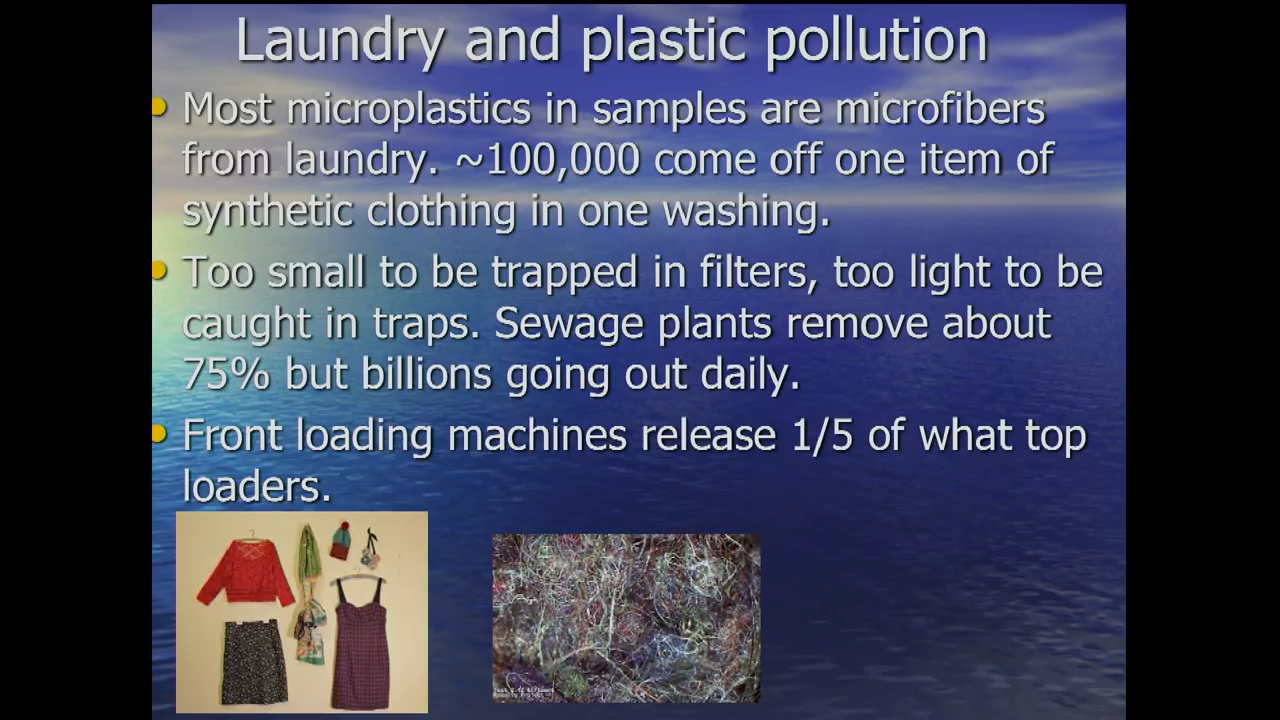 Laundry and plastic pollution
Most microplastics in samples are microfibers
from laundry. ~100,000 come off one item of
synthetic clothing in one washing.
Too small to be trapped in filters, too light to be
caught in traps. Sewage plants remove about
75% but billions going out daily.
Front loading machines release 1/5 of what top
loaders.